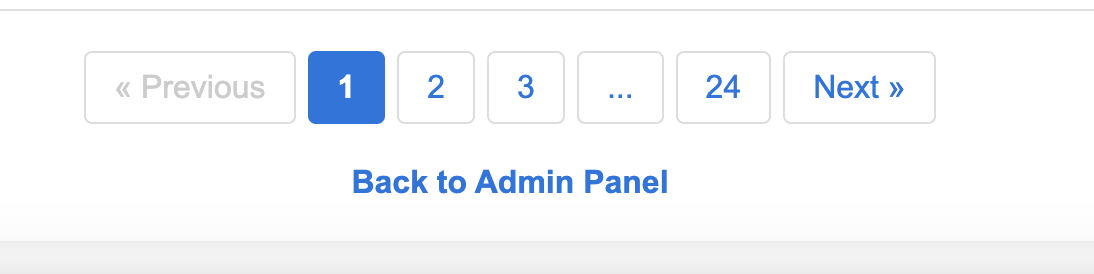 « Previous 1 2 3 ... 24 Next »
Back to Admin Panel